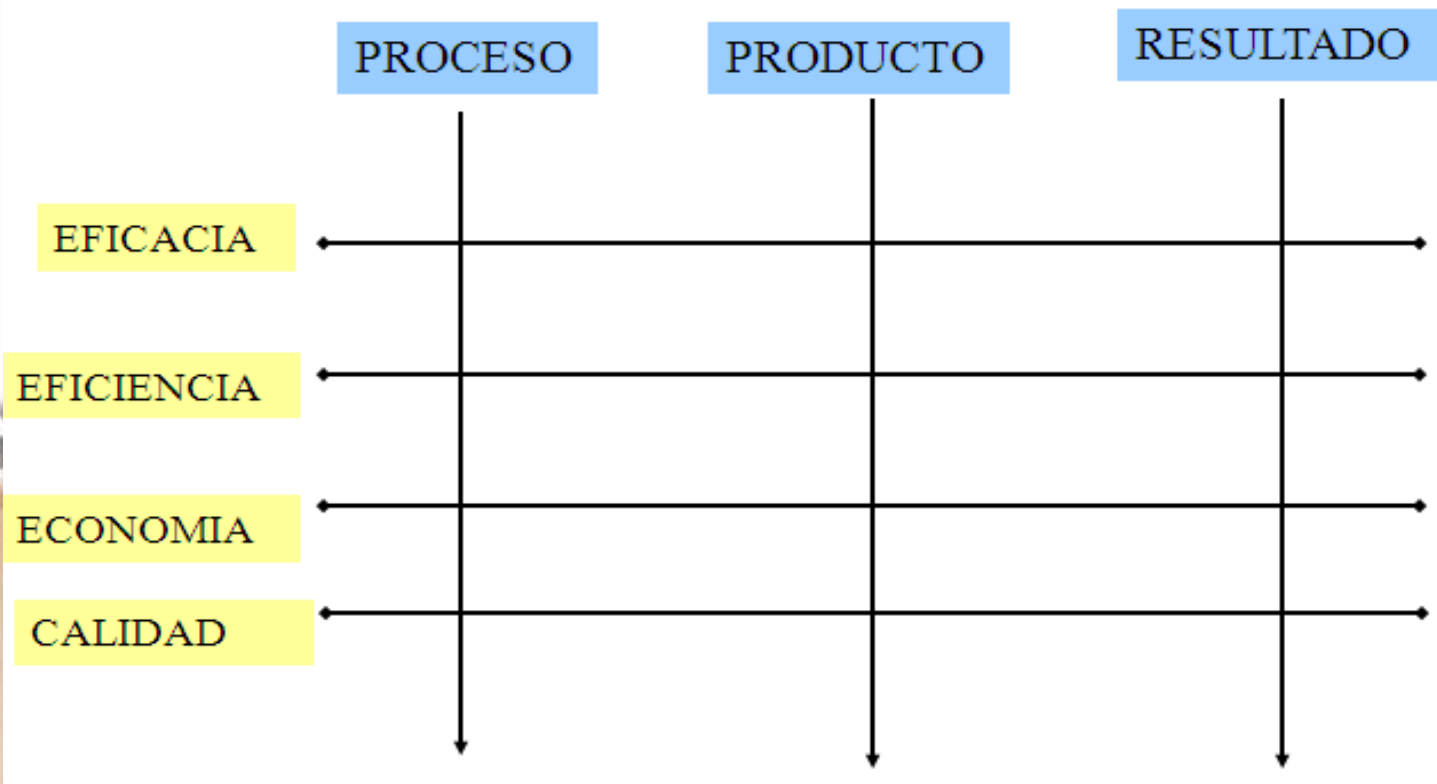 PROCESO
PRODUCTO
RESULTADO
EFICACIA
EFICIENCIA
ECONOMIA
CALIDAD